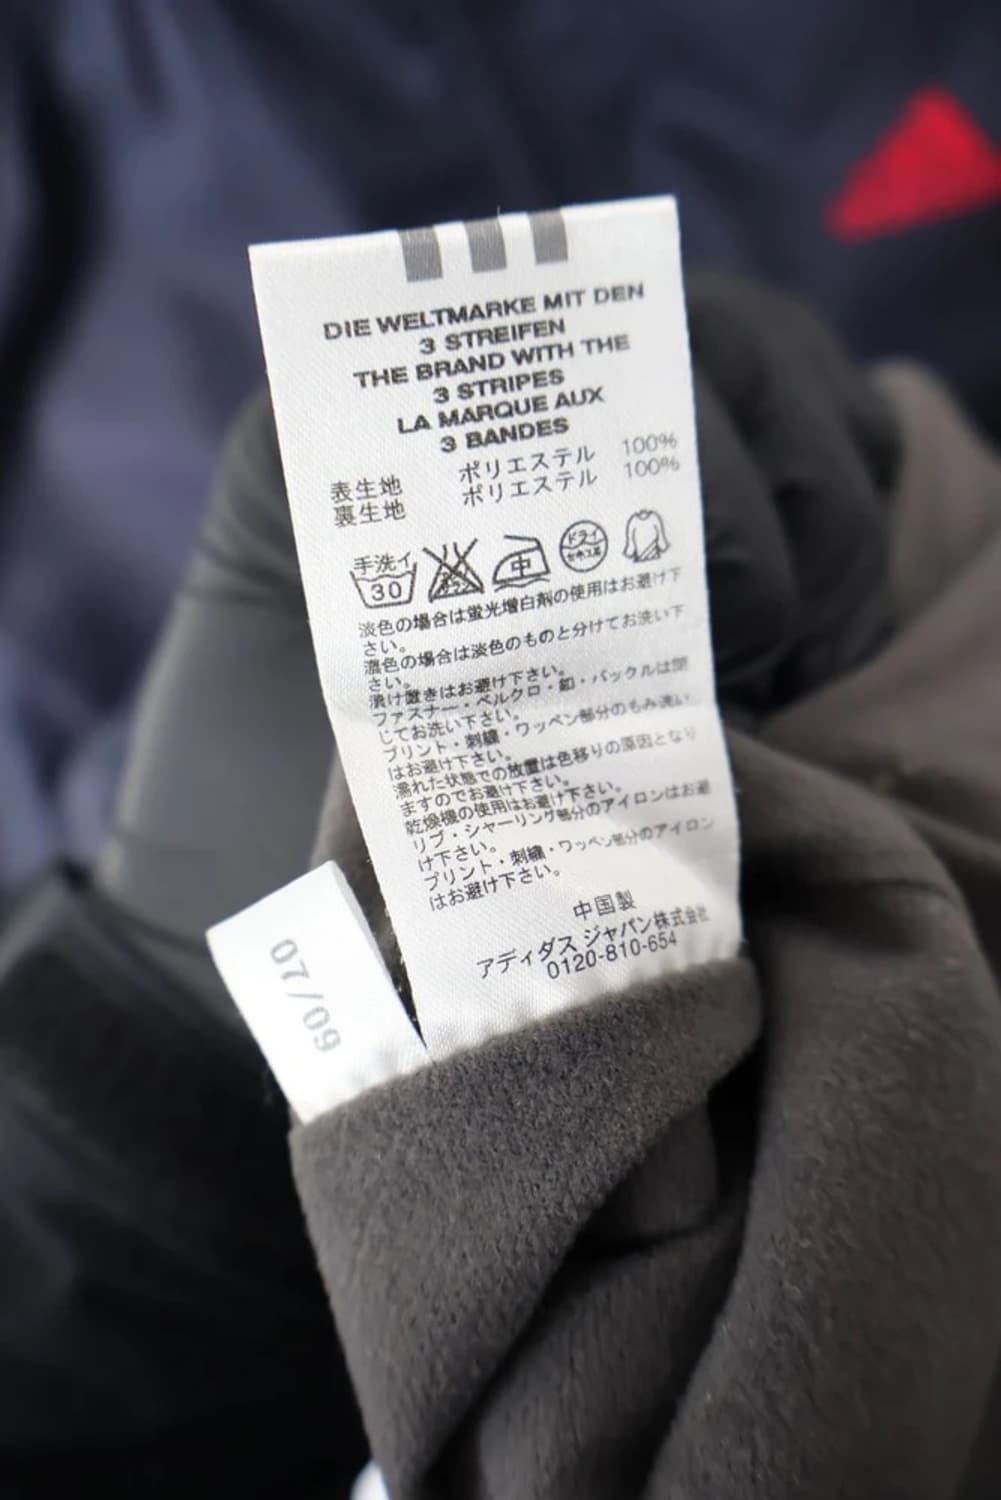 DIE WELTMARKE MIT DEN
3 STREIFEN
THE BRAND WITH THE
3 STRIPES
LA MARQUE AUX
3 BANDES
表生地 ポリエステル 100%
裏生地 ポリエステル 100%
手洗イ 中 ドライ
30 セキユ系
淡色の場合は蛍光増白剤の使用はお避け下
さい。
濃色の場合は淡色のものと分けてお洗い下
さい。
漬け置きはお避け下さい。
ファスナー・ベルクロ・釦・バックルは閉
じてお洗い下さい。
プリント・刺繍・ワッペン部分のもみ洗い
はお避け下さい。
濡れた状態での放置は色移りの原因となり
ますのでお避け下さい。
乾燥機の使用はお避け下さい。
リブ・シャーリング部分のアイロンはお避
け下さい。
プリント・刺繍・ワッペン部分のアイロン
はお避け下さい。
中国製
アディダス ジャパン株式会社
0120-810-654
07/09